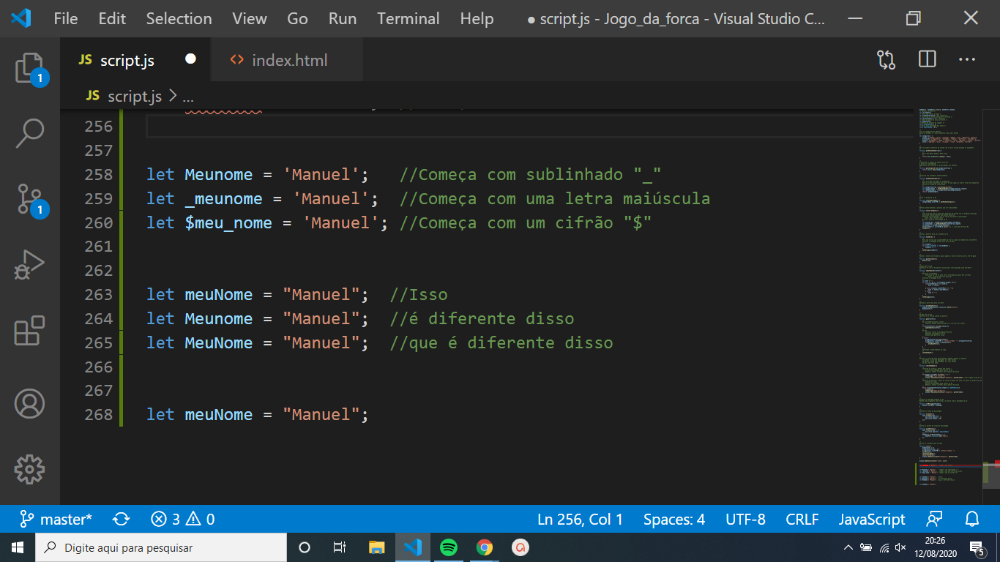 File Edit Selection View Go Run Terminal Help ● script.js - Jogo_da_forca - Visual Studio C...
JS script.js ● <> index.html ...
JS script.js > ...
1
1
256
257
258 let Meunome = 'Manuel'; //Começa com sublinhado "_"
259 let _meunome = 'Manuel'; //Começa com uma letra maiúscula
260 let $meu_nome = 'Manuel'; //Começa com um cifrão "$"
261
262
263 let meuNome = "Manuel"; //Isso
264 let Meunome = "Manuel"; //é diferente disso
265 let MeuNome = "Manuel"; //que é diferente disso
266
267
268 let meuNome = "Manuel";
master* 3 0 Ln 256, Col 1 Spaces: 4 UTF-8 CRLF JavaScript
Digite aqui para pesquisar
20:26
12/08/2020
5